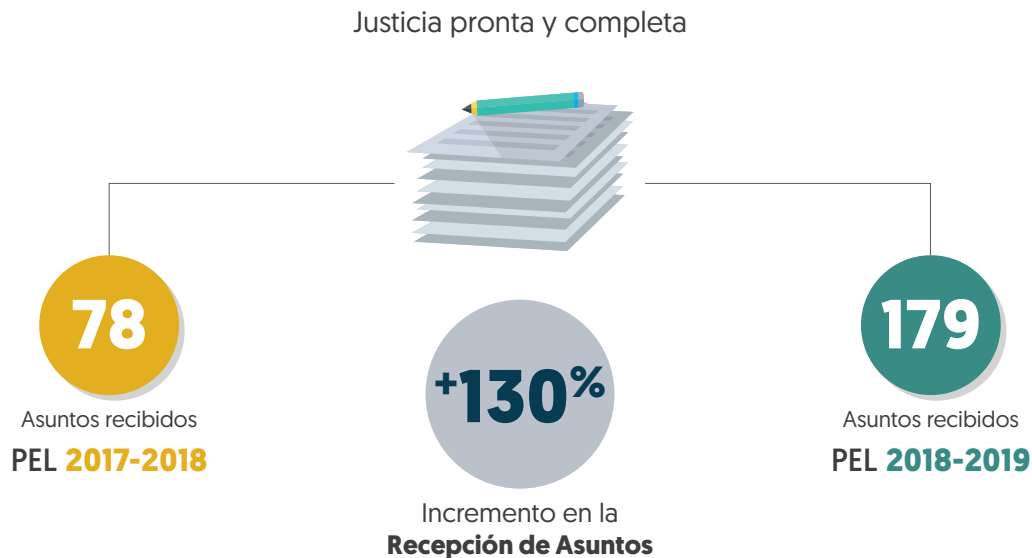 Justicia pronta y completa
78
Asuntos recibidos
PEL 2017-2018
+130%
Incremento en la
Recepción de Asuntos
179
Asuntos recibidos
PEL 2018-2019